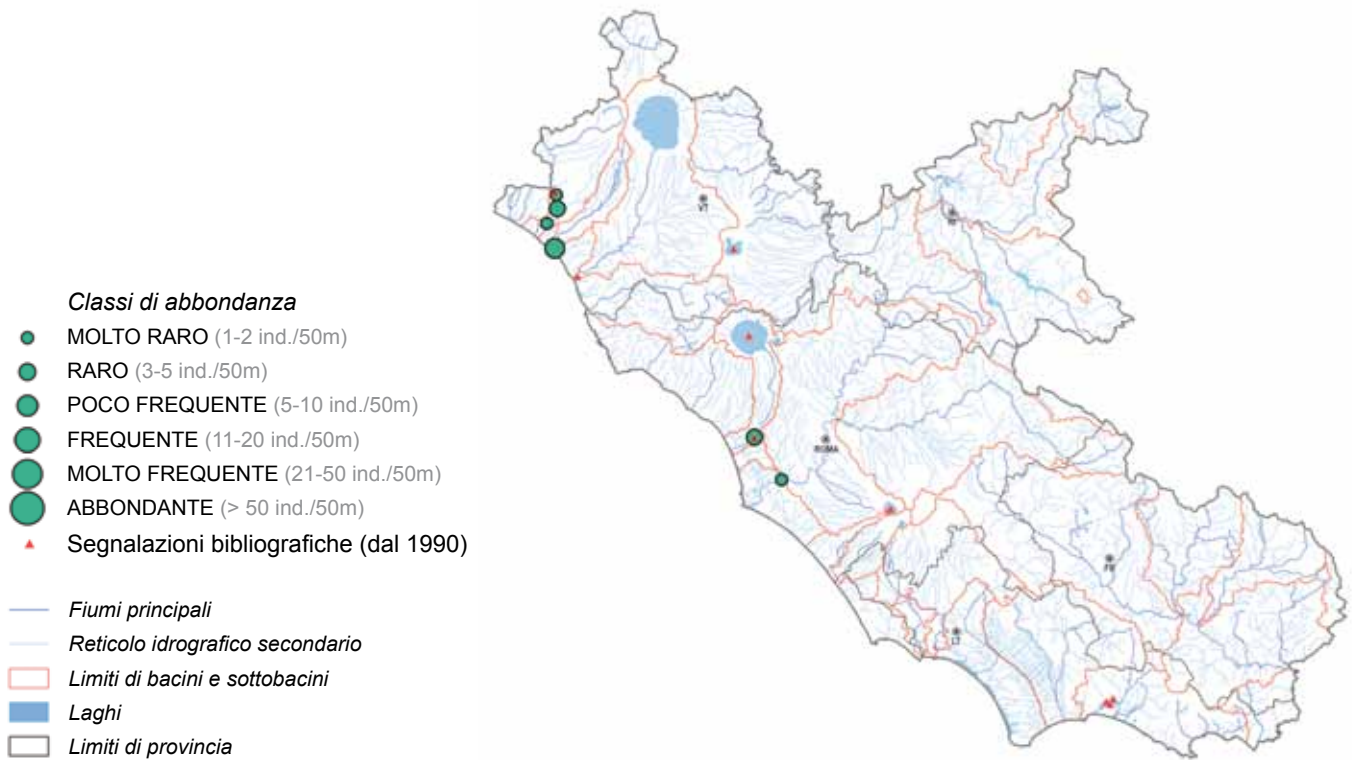 Classi di abbondanza
MOLTO RARO (1-2 ind./50m)
RARO (3-5 ind./50m)
POCO FREQUENTE (5-10 ind./50m)
FREQUENTE (11-20 ind./50m)
MOLTO FREQUENTE (21-50 ind./50m)
ABBONDANTE (> 50 ind./50m)
Segnalazioni bibliografiche (dal 1990)
Fiumi principali
Reticolo idrografico secondario
Limiti di bacini e sottobacini
Laghi
Limiti di provincia
VT
RI
ROMA
FR
LT